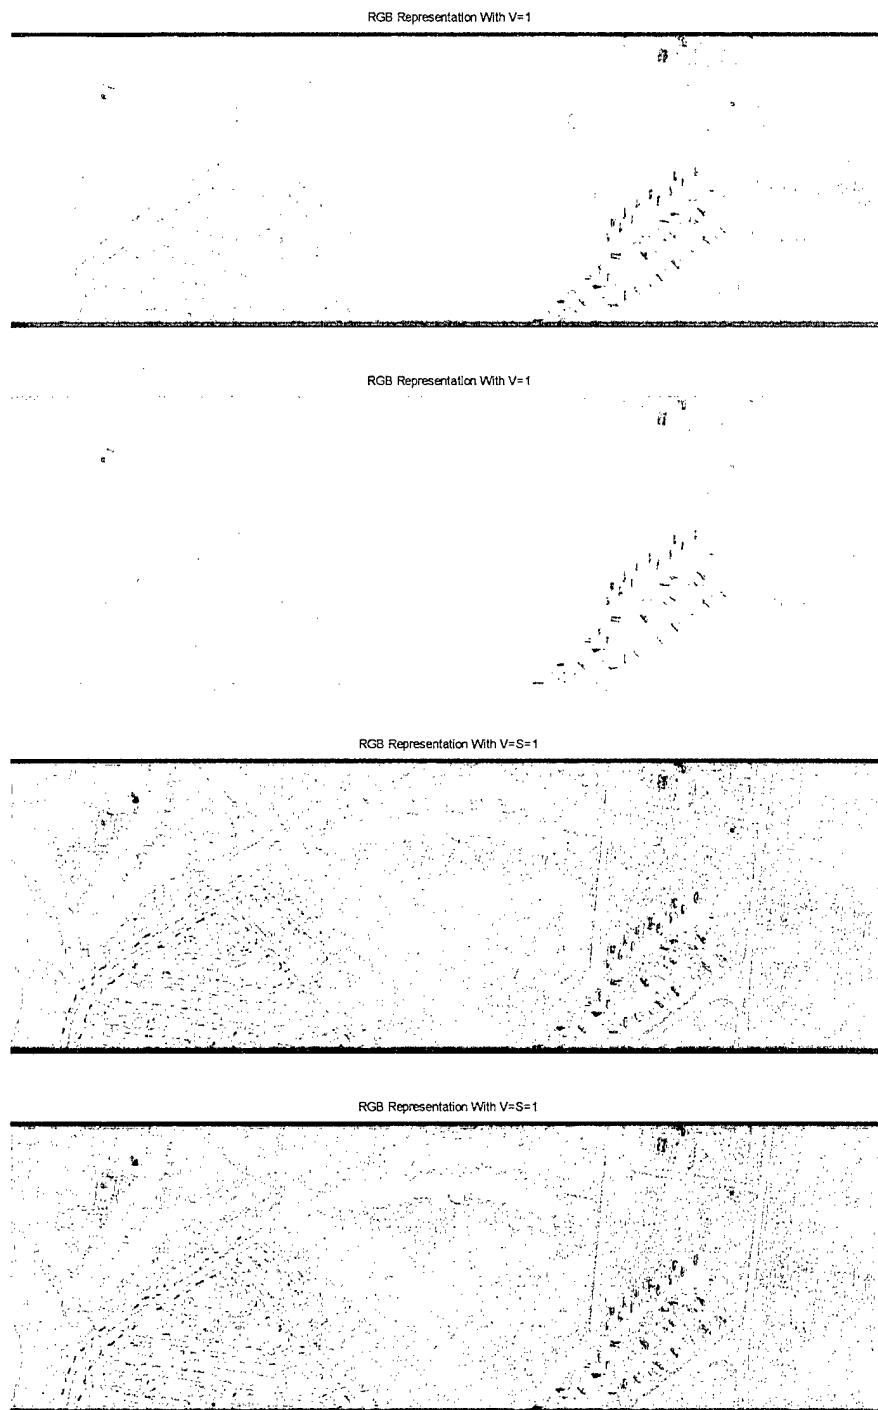 RGB Representation With V=1
RGB Representation With V=1
RGB Representation With V=S=1
RGB Representation With V=S=1